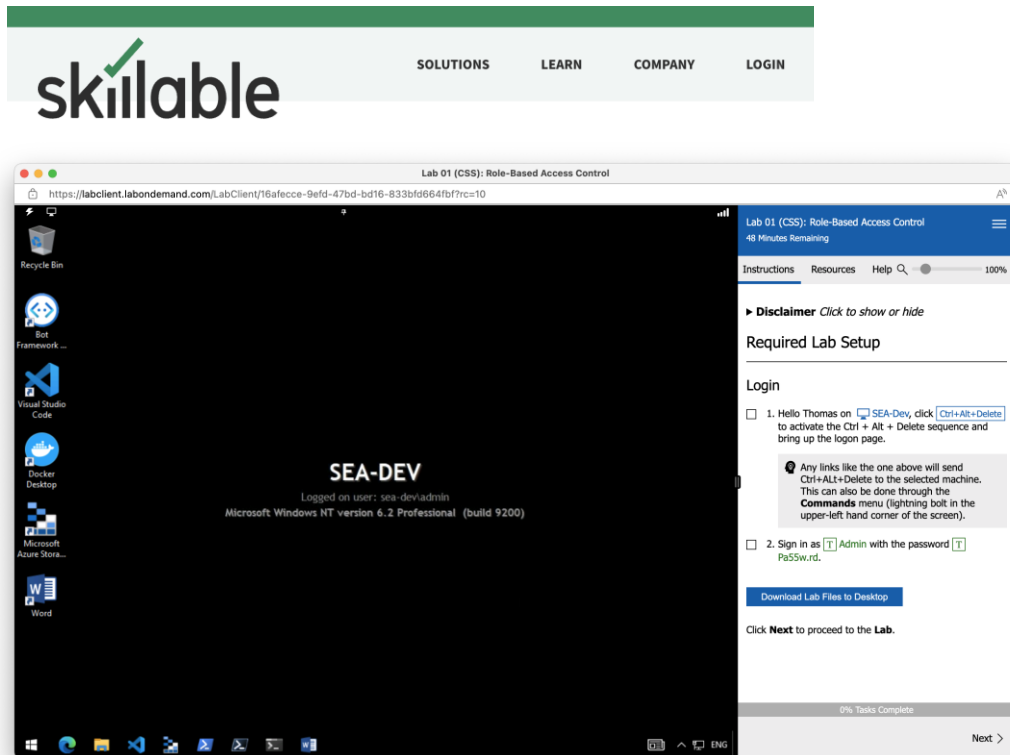 skillable
SOLUTIONS LEARN COMPANY LOGIN
Lab 01 (CSS): Role-Based Access Control
https://labclient.labondemand.com/LabClient/16afecce-9efd-47bd-bd16-833bfd664fbf?rc=10
Recycle Bin
Bot
Framework ...
Visual Studio
Code
Docker
Desktop
Microsoft
Azure Stora...
Word
SEA-DEV
Logged on user: sea-dev\admin
Microsoft Windows NT version 6.2 Professional (build 9200)
ENG
Lab 01 (CSS): Role-Based Access Control
48 Minutes Remaining
Instructions Resources Help 100%
Disclaimer Click to show or hide
Required Lab Setup
Login
1. Hello Thomas on SEA-Dev, click Ctrl+Alt+Delete
to activate the Ctrl + Alt + Delete sequence and
bring up the logon page.
Any links like the one above will send
Ctrl+ALt+Delete to the selected machine.
This can also be done through the
Commands menu (lightning bolt in the
upper-left hand corner of the screen).
2. Sign in as T Admin with the password T
Pa55w.rd.
Download Lab Files to Desktop
Click Next to proceed to the Lab.
0% Tasks Complete
Next >